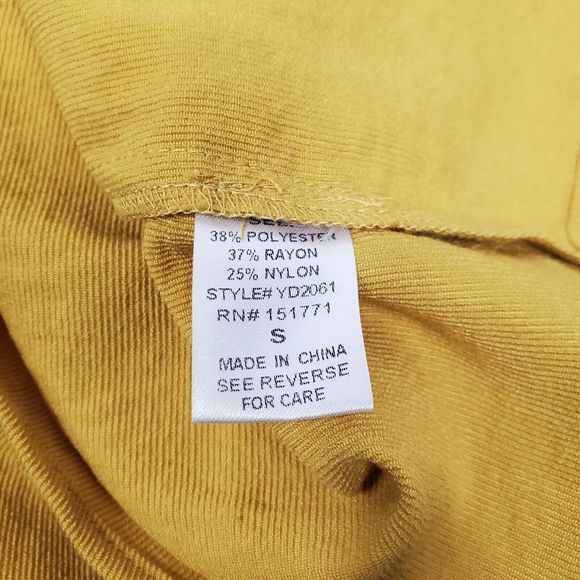 38% POLYESTER
37% RAYON
25% NYLON
STYLE# YD2061
RN# 151771
S
MADE IN CHINA
SEE REVERSE
FOR CARE